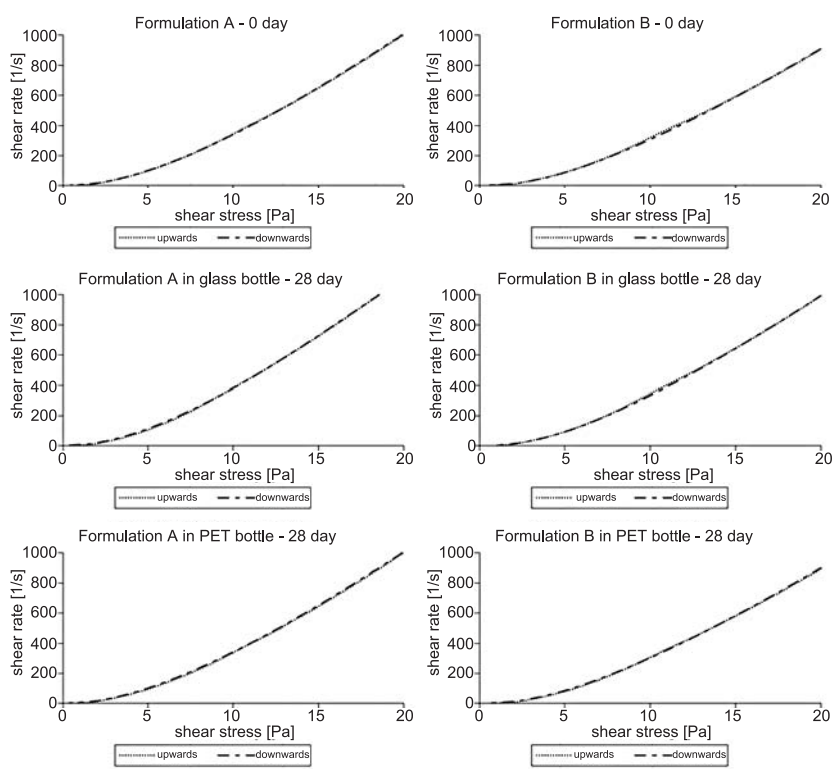 Formulation A - 0 day
shear rate [1/s]
1000
800
600
400
200
0
0 5 10 15 20
shear stress [Pa]
upwards downwards
Formulation B - 0 day
shear rate [1/s]
1000
800
600
400
200
0
0 5 10 15 20
shear stress [Pa]
upwards downwards
Formulation A in glass bottle - 28 day
shear rate [1/s]
1000
800
600
400
200
0
0 5 10 15 20
shear stress [Pa]
upwards downwards
Formulation B in glass bottle - 28 day
shear rate [1/s]
1000
800
600
400
200
0
0 5 10 15 20
shear stress [Pa]
upwards downwards
Formulation A in PET bottle - 28 day
shear rate [1/s]
1000
800
600
400
200
0
0 5 10 15 20
shear stress [Pa]
upwards downwards
Formulation B in PET bottle - 28 day
shear rate [1/s]
1000
800
600
400
200
0
0 5 10 15 20
shear stress [Pa]
upwards downwards